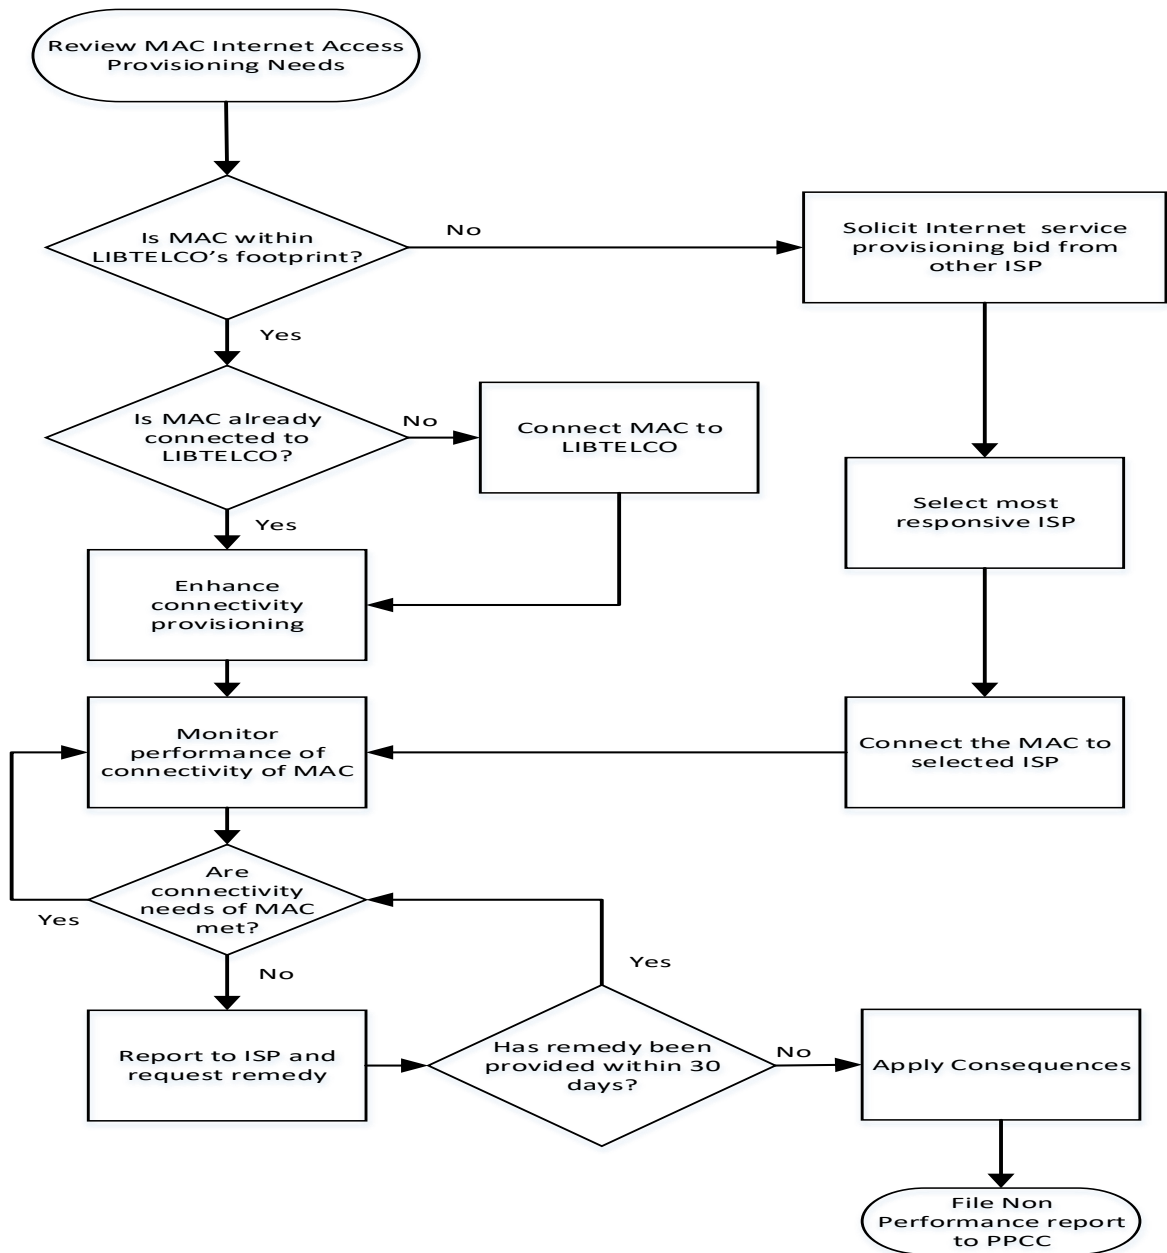 Review MAC Internet Access
Provisioning Needs
Is MAC within
LIBTELCO’s footprint?
No
Solicit Internet service
provisioning bid from
other ISP
Yes
Is MAC already
connected to
LIBTELCO?
No
Connect MAC to
LIBTELCO
Select most
responsive ISP
Yes
Enhance
connectivity
provisioning
Monitor
performance of
connectivity of MAC
Connect the MAC to
selected ISP
Are
connectivity
needs of MAC
met?
Yes
No
Yes
Report to ISP and
request remedy
Has remedy been
provided within 30
days?
No
Apply Consequences
File Non
Performance report
to PPCC